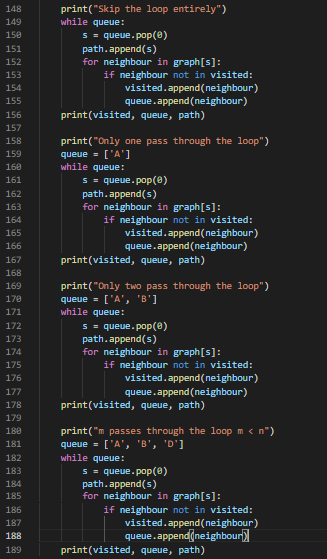 148 print("Skip the loop entirely")
149 while queue:
150 s = queue.pop(0)
151 path.append(s)
152 for neighbour in graph[s]:
153 if neighbour not in visited:
154 visited.append(neighbour)
155 queue.append(neighbour)
156 print(visited, queue, path)
157
158 print("Only one pass through the loop")
159 queue = ['A']
160 while queue:
161 s = queue.pop(0)
162 path.append(s)
163 for neighbour in graph[s]:
164 if neighbour not in visited:
165 visited.append(neighbour)
166 queue.append(neighbour)
167 print(visited, queue, path)
168
169 print("Only two pass through the loop")
170 queue = ['A', 'B']
171 while queue:
172 s = queue.pop(0)
173 path.append(s)
174 for neighbour in graph[s]:
175 if neighbour not in visited:
176 visited.append(neighbour)
177 queue.append(neighbour)
178 print(visited, queue, path)
179
180 print("m passes through the loop m < n")
181 queue = ['A', 'B', 'D']
182 while queue:
183 s = queue.pop(0)
184 path.append(s)
185 for neighbour in graph[s]:
186 if neighbour not in visited:
187 visited.append(neighbour)
188 queue.append(neighbour)
189 print(visited, queue, path)